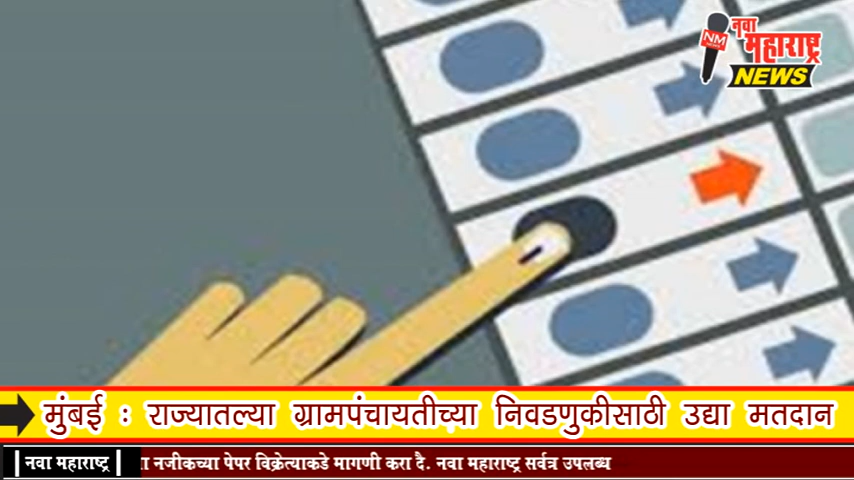 नवा
महाराष्ट्र
NM
NEWS
NEWS
मुंबई : राज्यातल्या ग्रामपंचायतीच्या निवडणुकीसाठी उद्या मतदान
नवा महाराष्ट्र
नजीकच्या पेपर विक्रेत्याकडे मागणी करा दै. नवा महाराष्ट्र सर्वत्र उपलब्ध